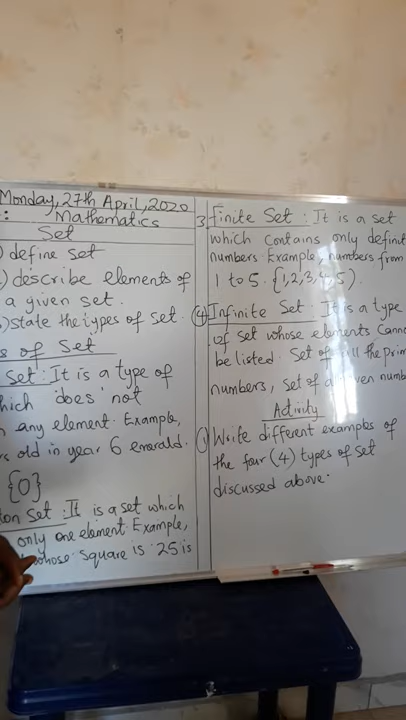 Monday, 27th April, 2020
: Mathematics
Set
) define set
) describe elements of
a given set.
) state the types of set.
s of Set
Set: It is a type of
hich does not
n any element. Example,
rs old in year 6 emerald.
{0}
ton Set: It is a set which
only one element. Example,
whose square is 25 is
3 Finite Set: It is a set
which contains only definit
numbers. Example, numbers from
1 to 5. {1,2,3,4,5}.
(4) Infinite Set: It is a type
of set whose elements canno
be listed. Set of all the prim
numbers, Set of numb
Activity
(1) Write different examples of
the four (4) types of set
discussed above.